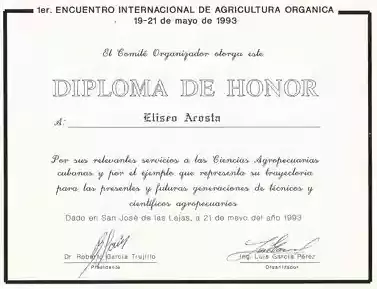 1er. ENCUENTRO INTERNACIONAL DE AGRICULTURA ORGANICA
19-21 de mayo de 1993
El Comité Organizador otorga este
DIPLOMA DE HONOR
A: Eliseo Acosta
Por sus relevantes servicios a las Ciencias Agropecuarias
cubanas y por el ejemplo que representa su trayectoria
para las presentes y futuras generaciones de técnicos y
científicos agropecuarios
Dado en San José de las Lajas, a 21 de mayo del año 1993
Dr Roberto García Trujillo
Presidente
Ing. Luis García Pérez
Organizador